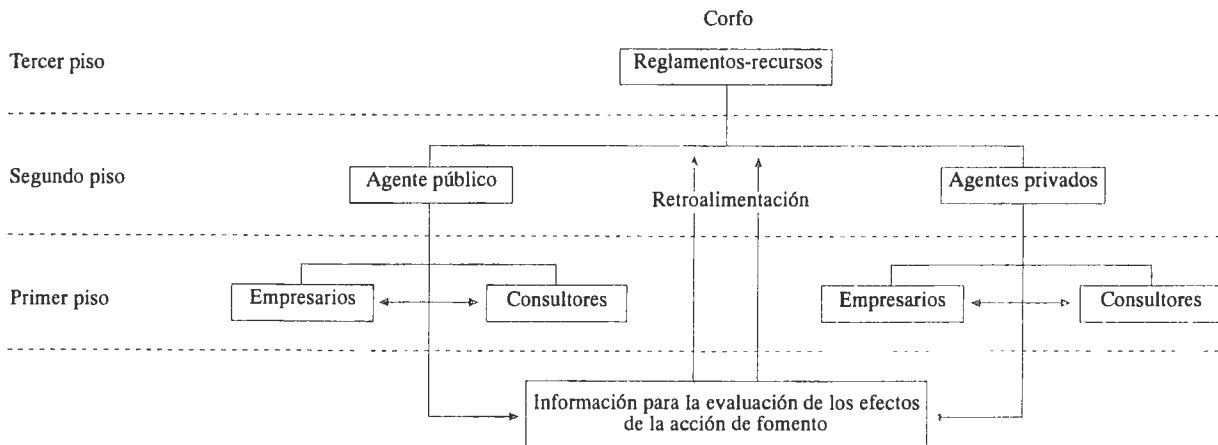 Corfo
Tercer piso
Reglamentos-recursos
Segundo piso
Agente público
Retroalimentación
Agentes privados
Primer piso
Empresarios
Consultores
Empresarios
Consultores
Información para la evaluación de los efectos
de la acción de fomento